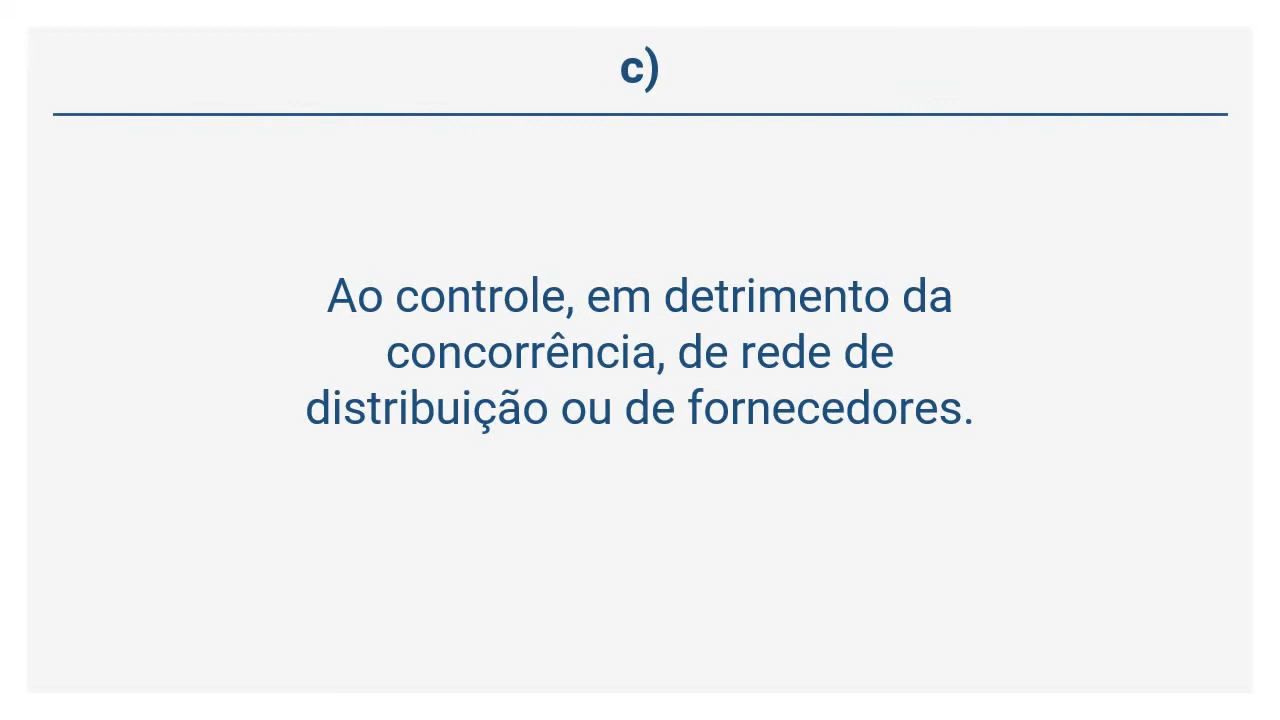 c)
Ao controle, em detrimento da
concorrência, de rede de
distribuição ou de fornecedores.